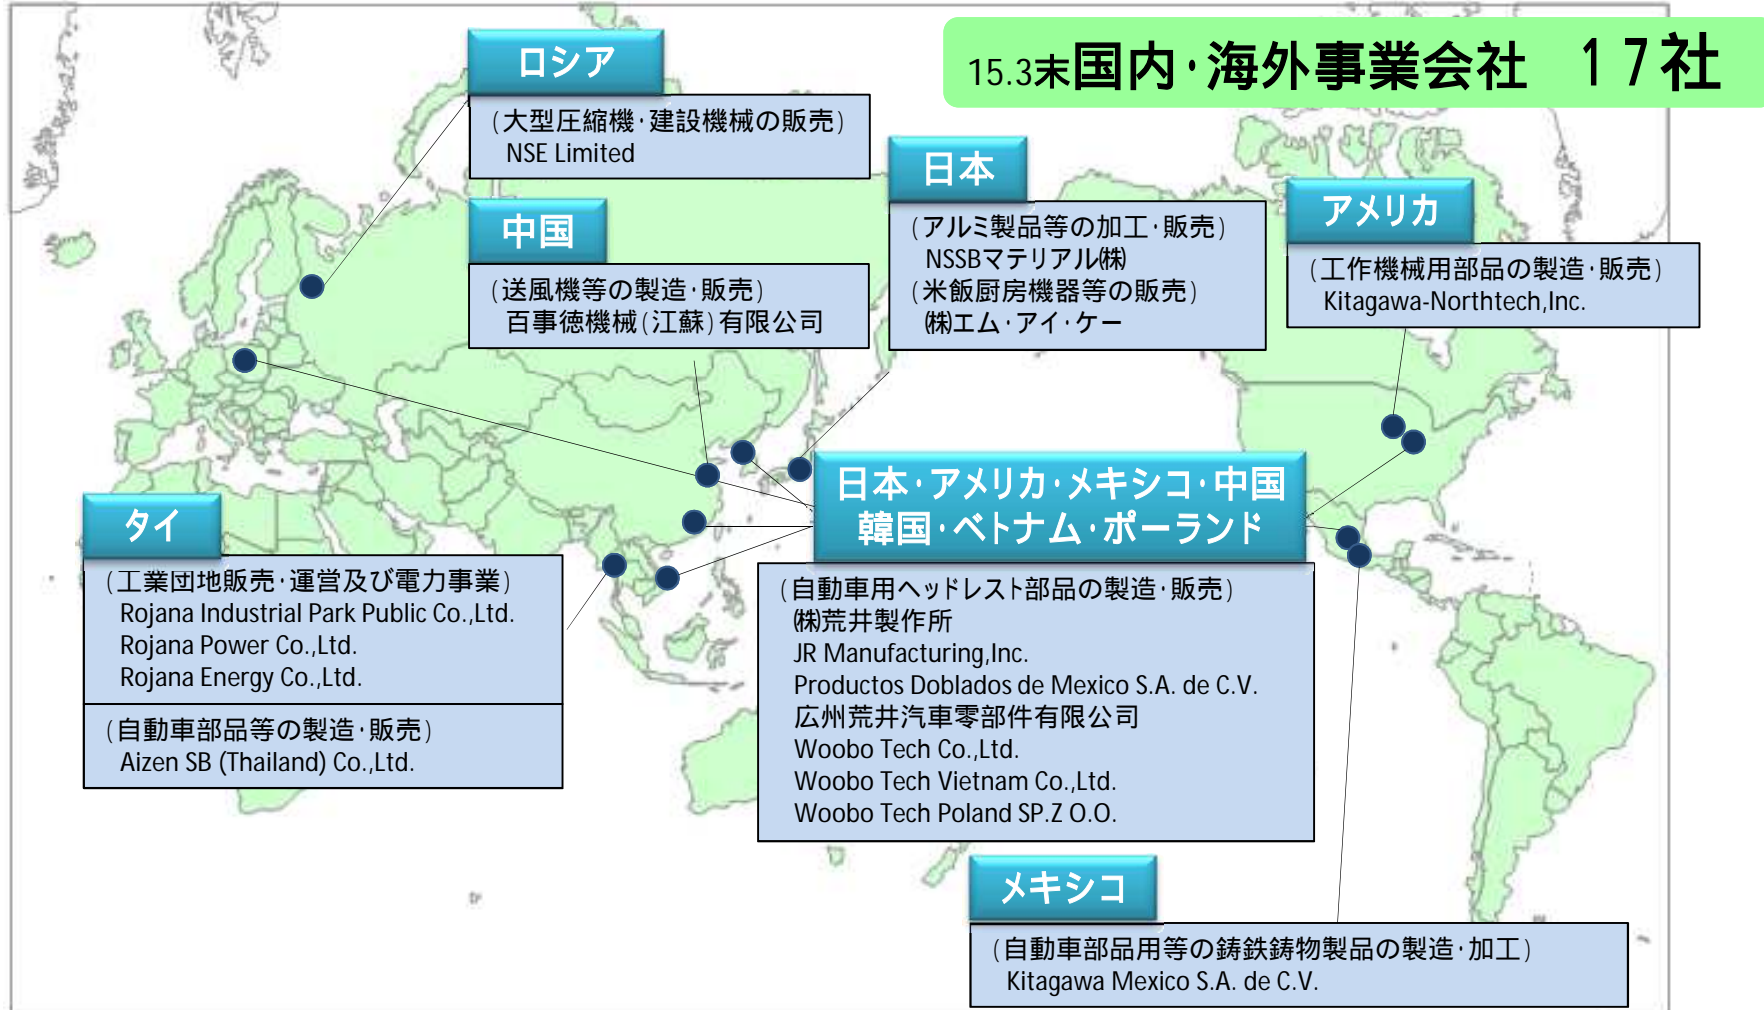 15.3末国内･海外事業会社　１７社
ロシア
(大型圧縮機･建設機械の販売)
NSE Limited
中国
(送風機等の製造･販売)
百事徳機械(江蘇)有限公司
日本
(アルミ製品等の加工･販売)
NSSBマテリアル㈱
(米飯厨房機器等の販売)
㈱エム･アイ･ケー
アメリカ
(工作機械用部品の製造･販売)
Kitagawa-Northtech,Inc.
タイ
(工業団地販売･運営及び電力事業)
Rojana Industrial Park Public Co.,Ltd.
Rojana Power Co.,Ltd.
Rojana Energy Co.,Ltd.
(自動車部品等の製造･販売)
Aizen SB (Thailand) Co.,Ltd.
日本･アメリカ･メキシコ･中国
韓国･ベトナム･ポーランド
(自動車用ヘッドレスト部品の製造･販売)
㈱荒井製作所
JR Manufacturing,Inc.
Productos Doblados de Mexico S.A. de C.V.
広州荒井汽車零部件有限公司
Woobo Tech Co.,Ltd.
Woobo Tech Vietnam Co.,Ltd.
Woobo Tech Poland SP.Z O.O.
メキシコ
(自動車部品用等の鋳鉄鋳物製品の製造･加工)
Kitagawa Mexico S.A. de C.V.